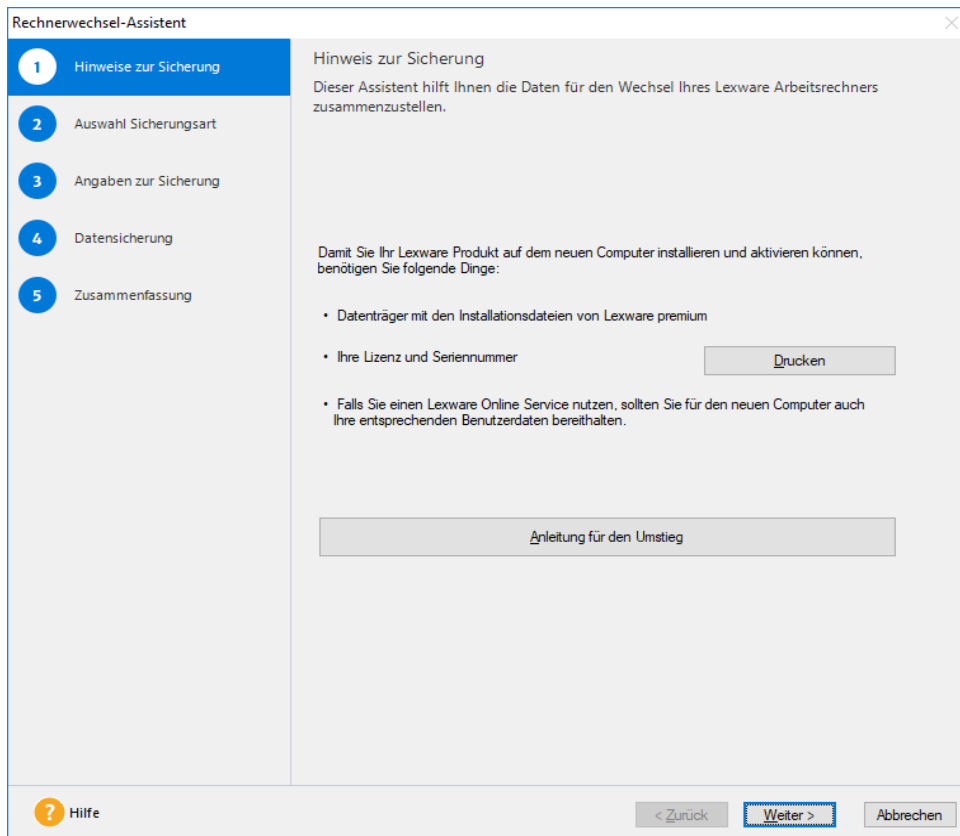 Rechnerwechsel-Assistent
1 Hinweise zur Sicherung
2 Auswahl Sicherungsart
3 Angaben zur Sicherung
4 Datensicherung
5 Zusammenfassung
Hinweis zur Sicherung
Dieser Assistent hilft Ihnen die Daten für den Wechsel Ihres Lexware Arbeitsrechners
zusammenzustellen.
Damit Sie Ihr Lexware Produkt auf dem neuen Computer installieren und aktivieren können,
benötigen Sie folgende Dinge:
• Datenträger mit den Installationsdateien von Lexware premium
• Ihre Lizenz und Seriennummer
Drucken
• Falls Sie einen Lexware Online Service nutzen, sollten Sie für den neuen Computer auch
Ihre entsprechenden Benutzerdaten bereithalten.
Anleitung für den Umstieg
? Hilfe
< Zurück
Weiter >
Abbrechen